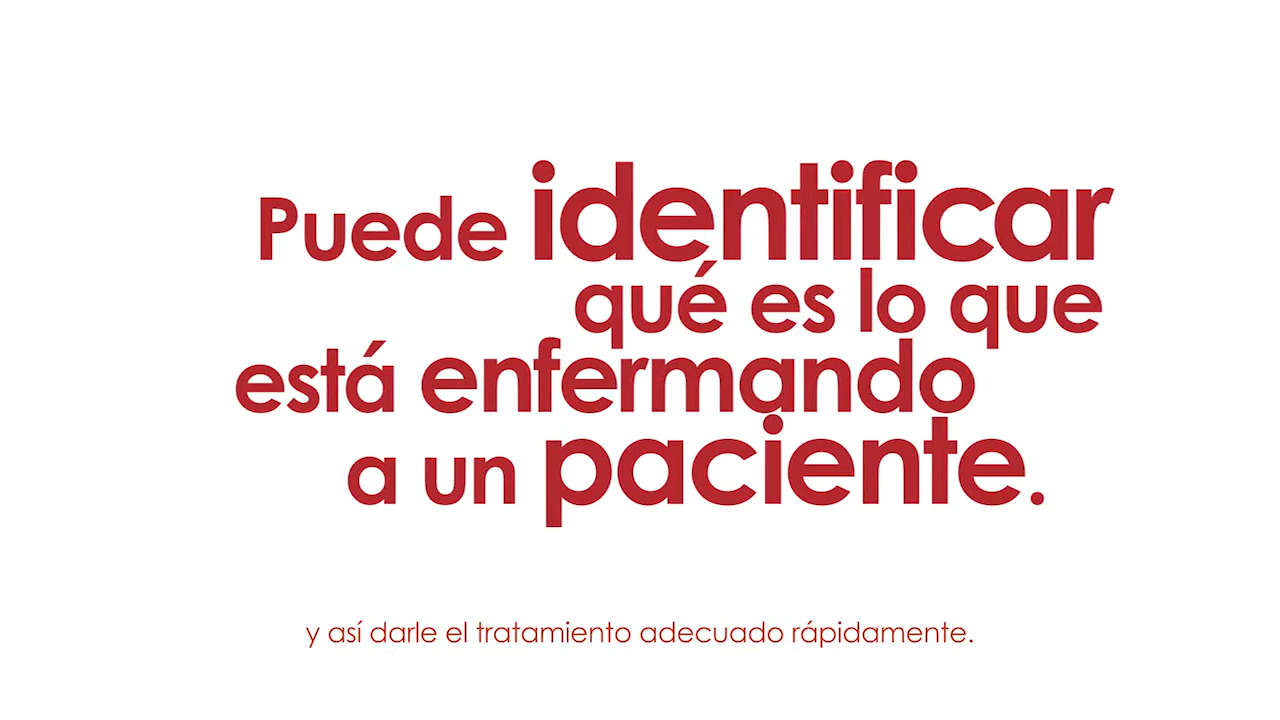 Puede identificar
qué es lo que
está enfermando
a un paciente.
y así darle el tratamiento adecuado rápidamente.